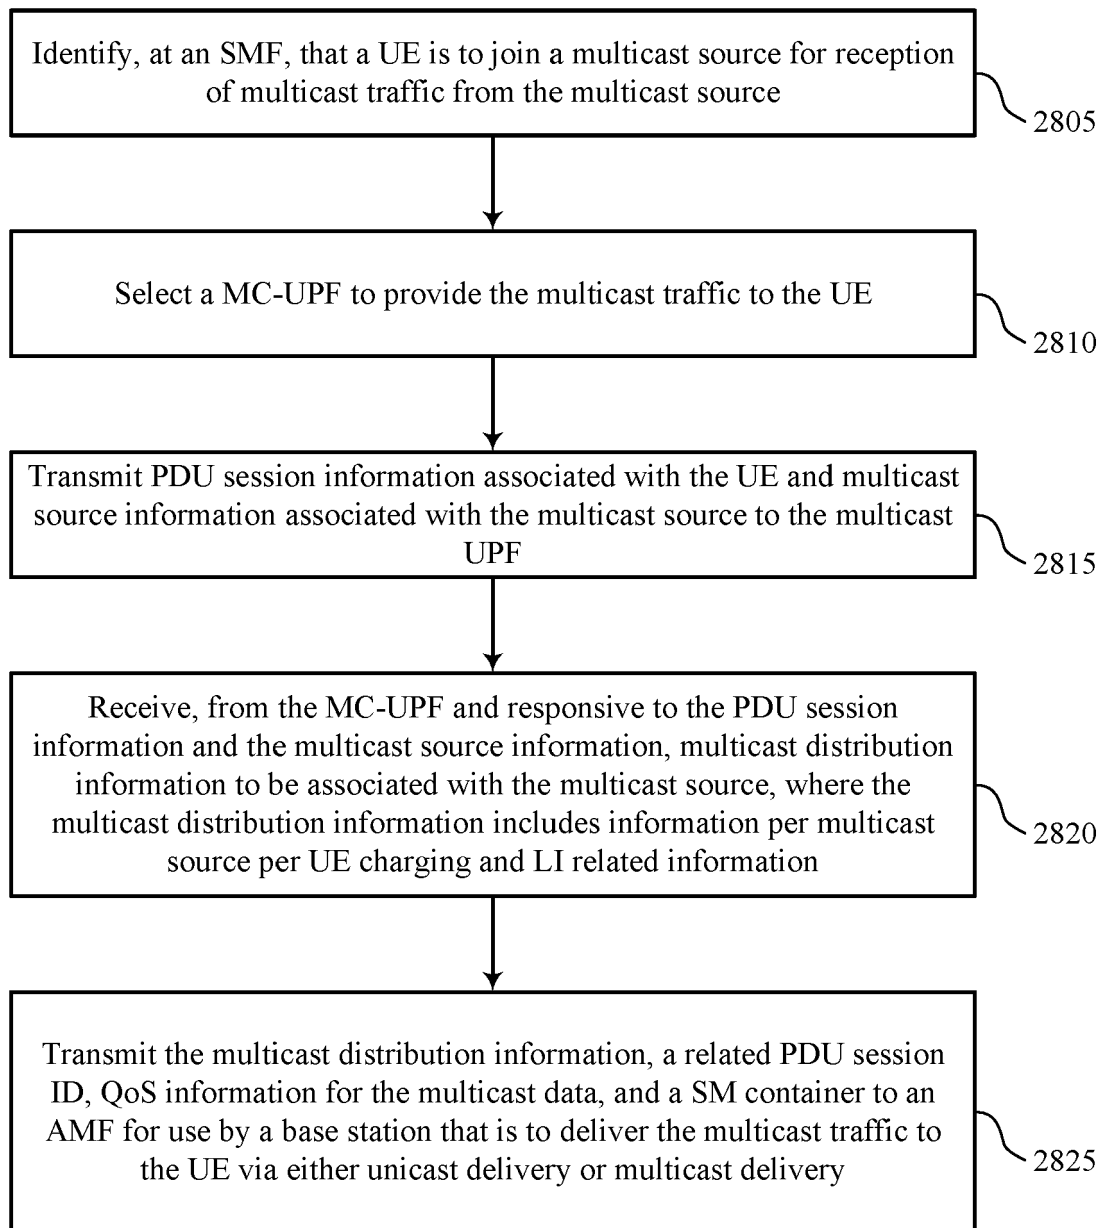 Identify, at an SMF, that a UE is to join a multicast source for reception
of multicast traffic from the multicast source
2805
Select a MC-UPF to provide the multicast traffic to the UE
2810
Transmit PDU session information associated with the UE and multicast
source information associated with the multicast source to the multicast
UPF
2815
Receive, from the MC-UPF and responsive to the PDU session
information and the multicast source information, multicast distribution
information to be associated with the multicast source, where the
multicast distribution information includes information per multicast
source per UE charging and LI related information
2820
Transmit the multicast distribution information, a related PDU session
ID, QoS information for the multicast data, and a SM container to an
AMF for use by a base station that is to deliver the multicast traffic to
the UE via either unicast delivery or multicast delivery
2825